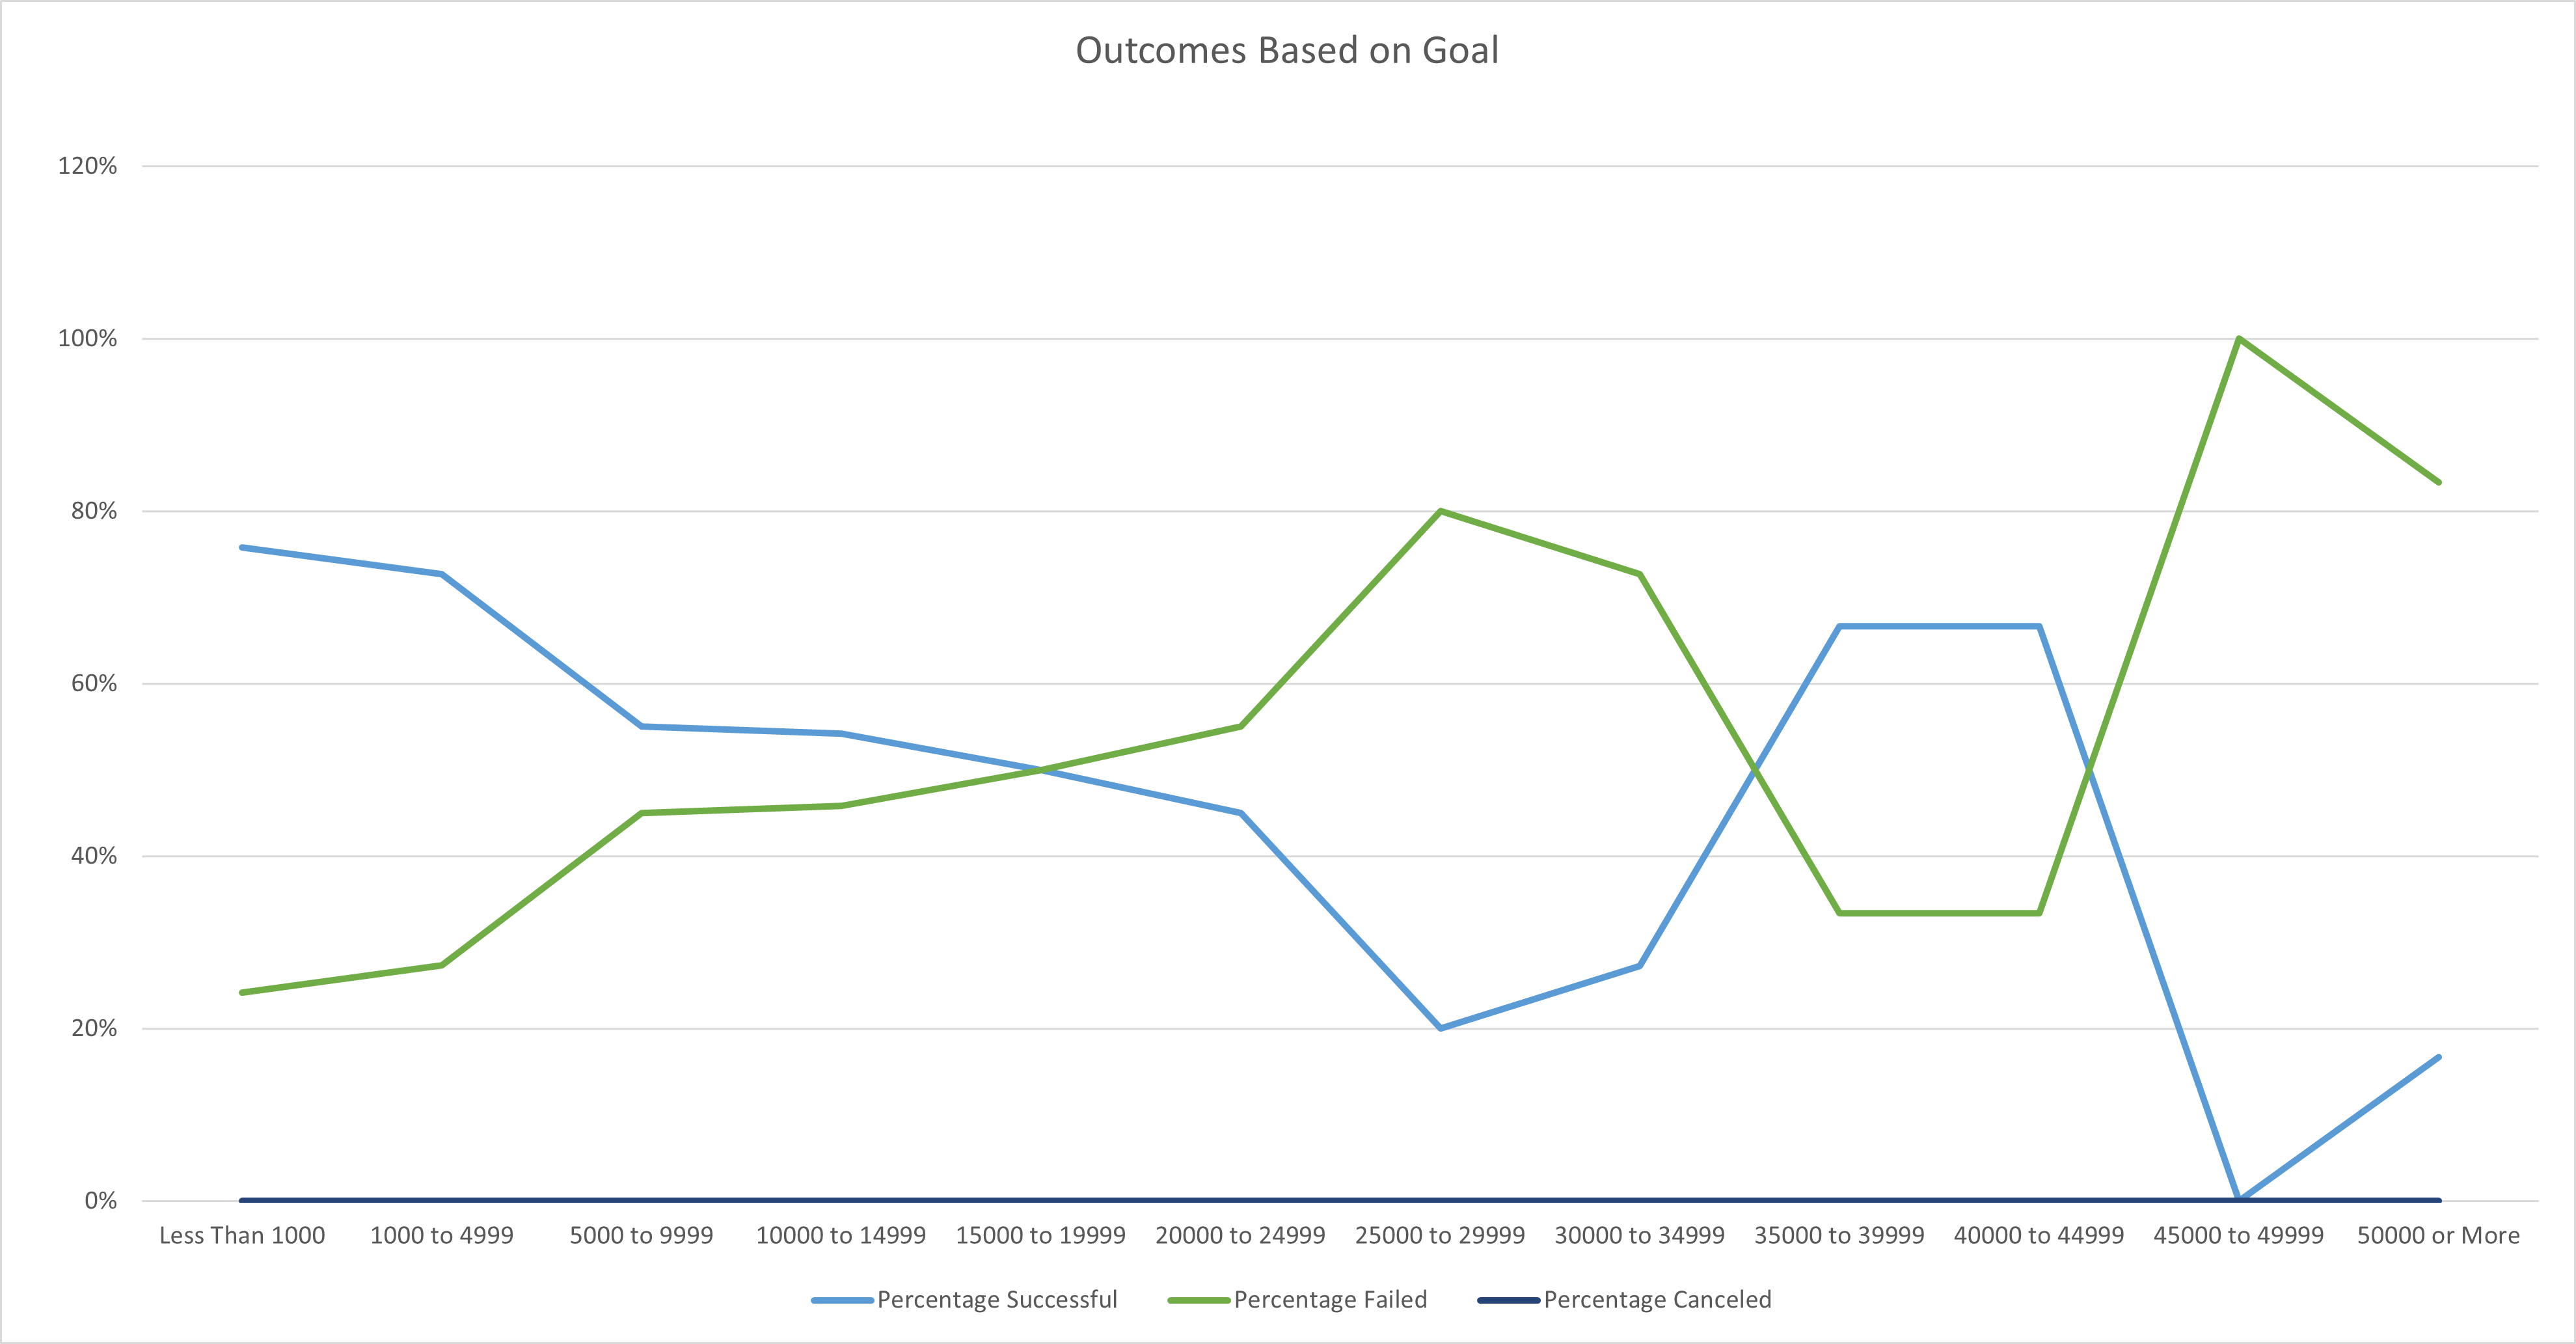 Outcomes Based on Goal
120%
100%
80%
60%
40%
20%
0%
Less Than 1000 1000 to 4999 5000 to 9999 10000 to 14999 15000 to 19999 20000 to 24999 25000 to 29999 30000 to 34999 35000 to 39999 40000 to 44999 45000 to 49999 50000 or More
Percentage Successful Percentage Failed Percentage Canceled